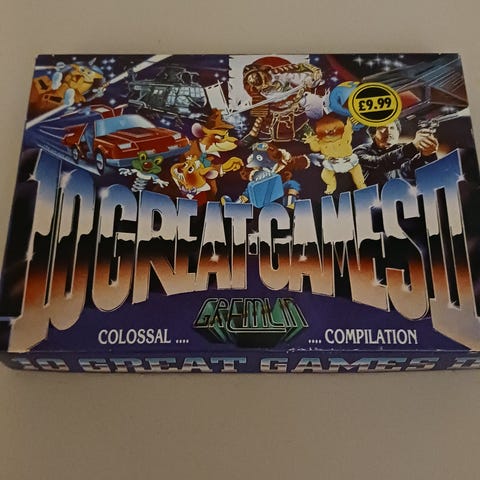 £9.99
10 GREAT·GAMES II
GREMLIN
COLOSSAL .... .... COMPILATION
10 GREAT GAMES II